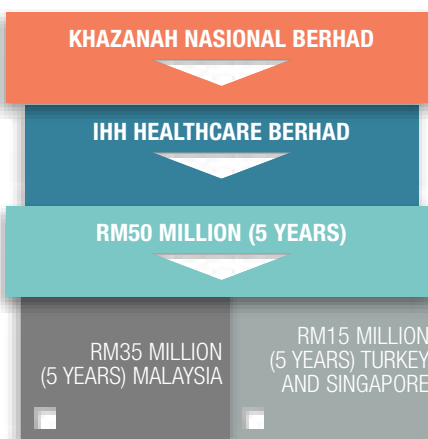 KHAZANAH NASIONAL BERHAD
IHH HEALTHCARE BERHAD
RM50 MILLION (5 YEARS)
RM35 MILLION
(5 YEARS) MALAYSIA
RM15 MILLION
(5 YEARS) TURKEY
AND SINGAPORE